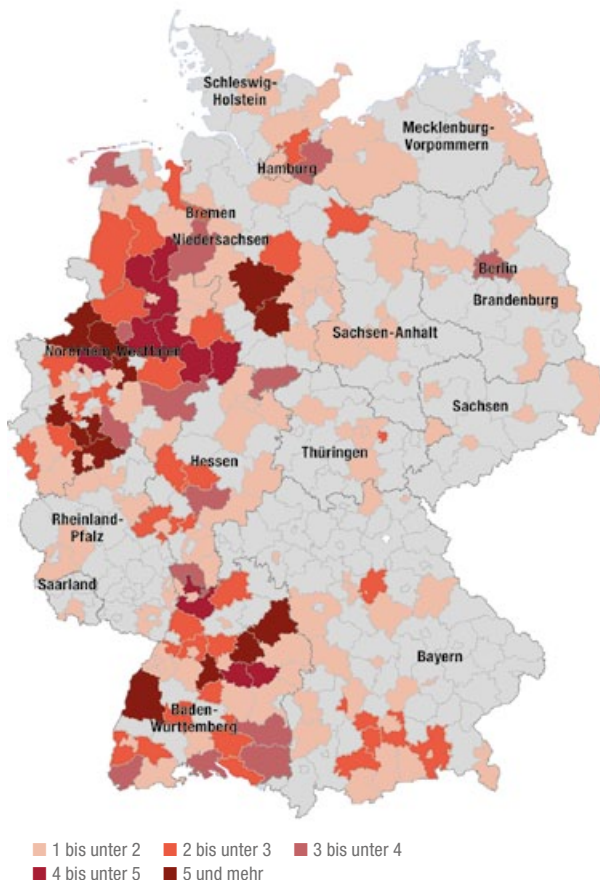 Schleswig-
Holstein
Mecklenburg-
Vorpommern
Hamburg
Bremen
Niedersachsen
Berlin
Brandenburg
Sachsen-Anhalt
Nordrhein-Westfalen
Sachsen
Hessen
Thüringen
Rheinland-
Pfalz
Saarland
Bayern
Baden-
Württemberg
1 bis unter 2
2 bis unter 3
3 bis unter 4
4 bis unter 5
5 und mehr